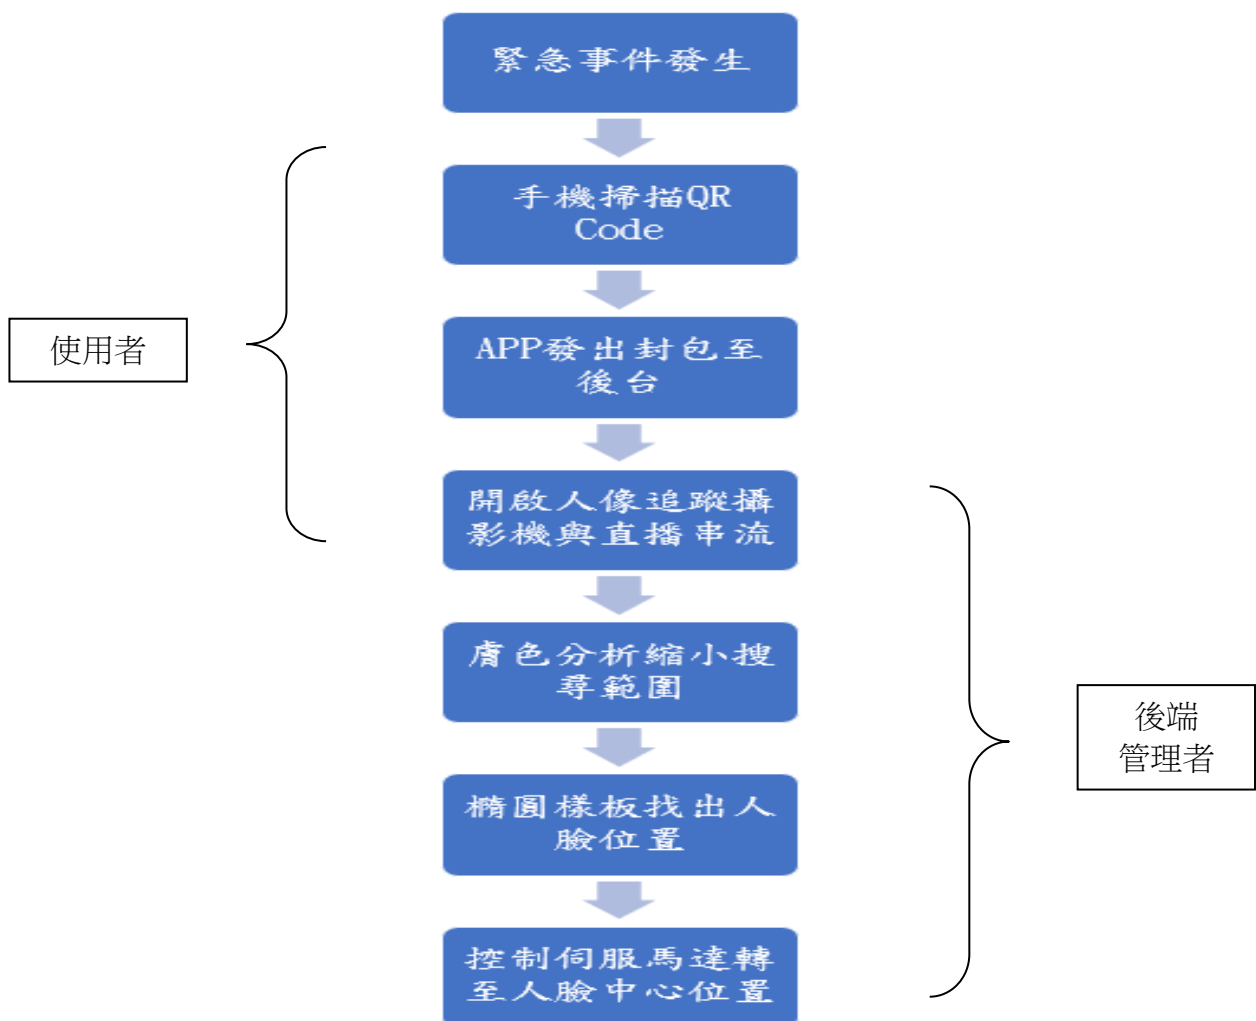 緊急事件發生
手機掃描QR
Code
APP發出封包至
後台
使用者
開啟人像追蹤攝
影機與直播串流
膚色分析縮小搜
尋範圍
後端
管理者
橢圓樣板找出人
臉位置
控制伺服馬達轉
至人臉中心位置